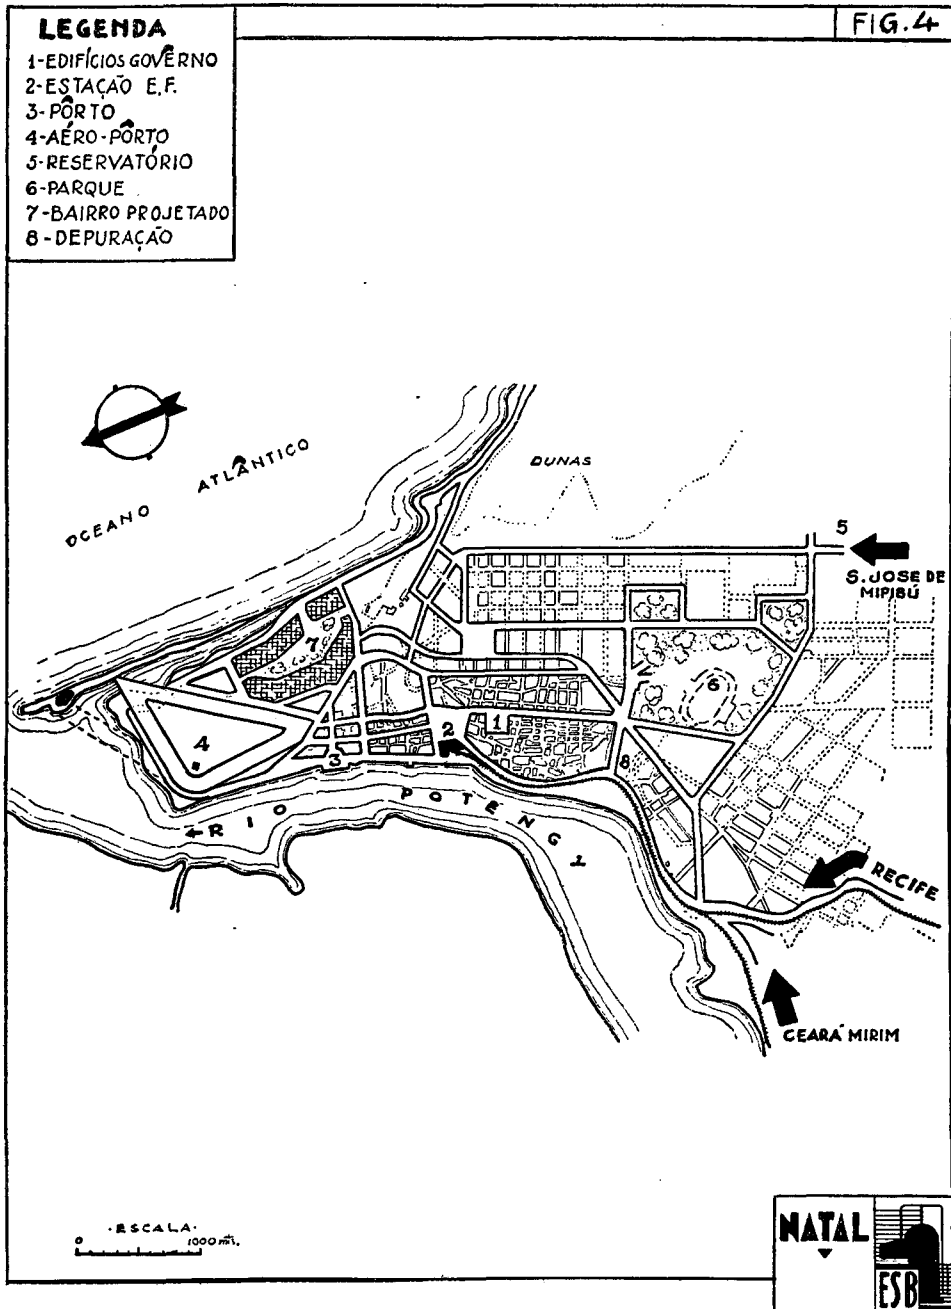 LEGENDA
1-EDIFÍCIOS GOVÊRNO
2-ESTAÇÃO E.F.
3-PÔRTO
4-AÉRO-PÔRTO
5-RESERVATÓRIO
6-PARQUE
7-BAIRRO PROJETADO
8-DEPURAÇÃO
FIG.4
OCEANO ATLÂNTICO
DUNAS
5
S. JOSE DE
MIPIBÚ
7
6
4
3
2
1
8
RIO POTENGI
RECIFE
CEARÁ MIRIM
·ESCALA·
0 1000 mts.
NATAL
ESB